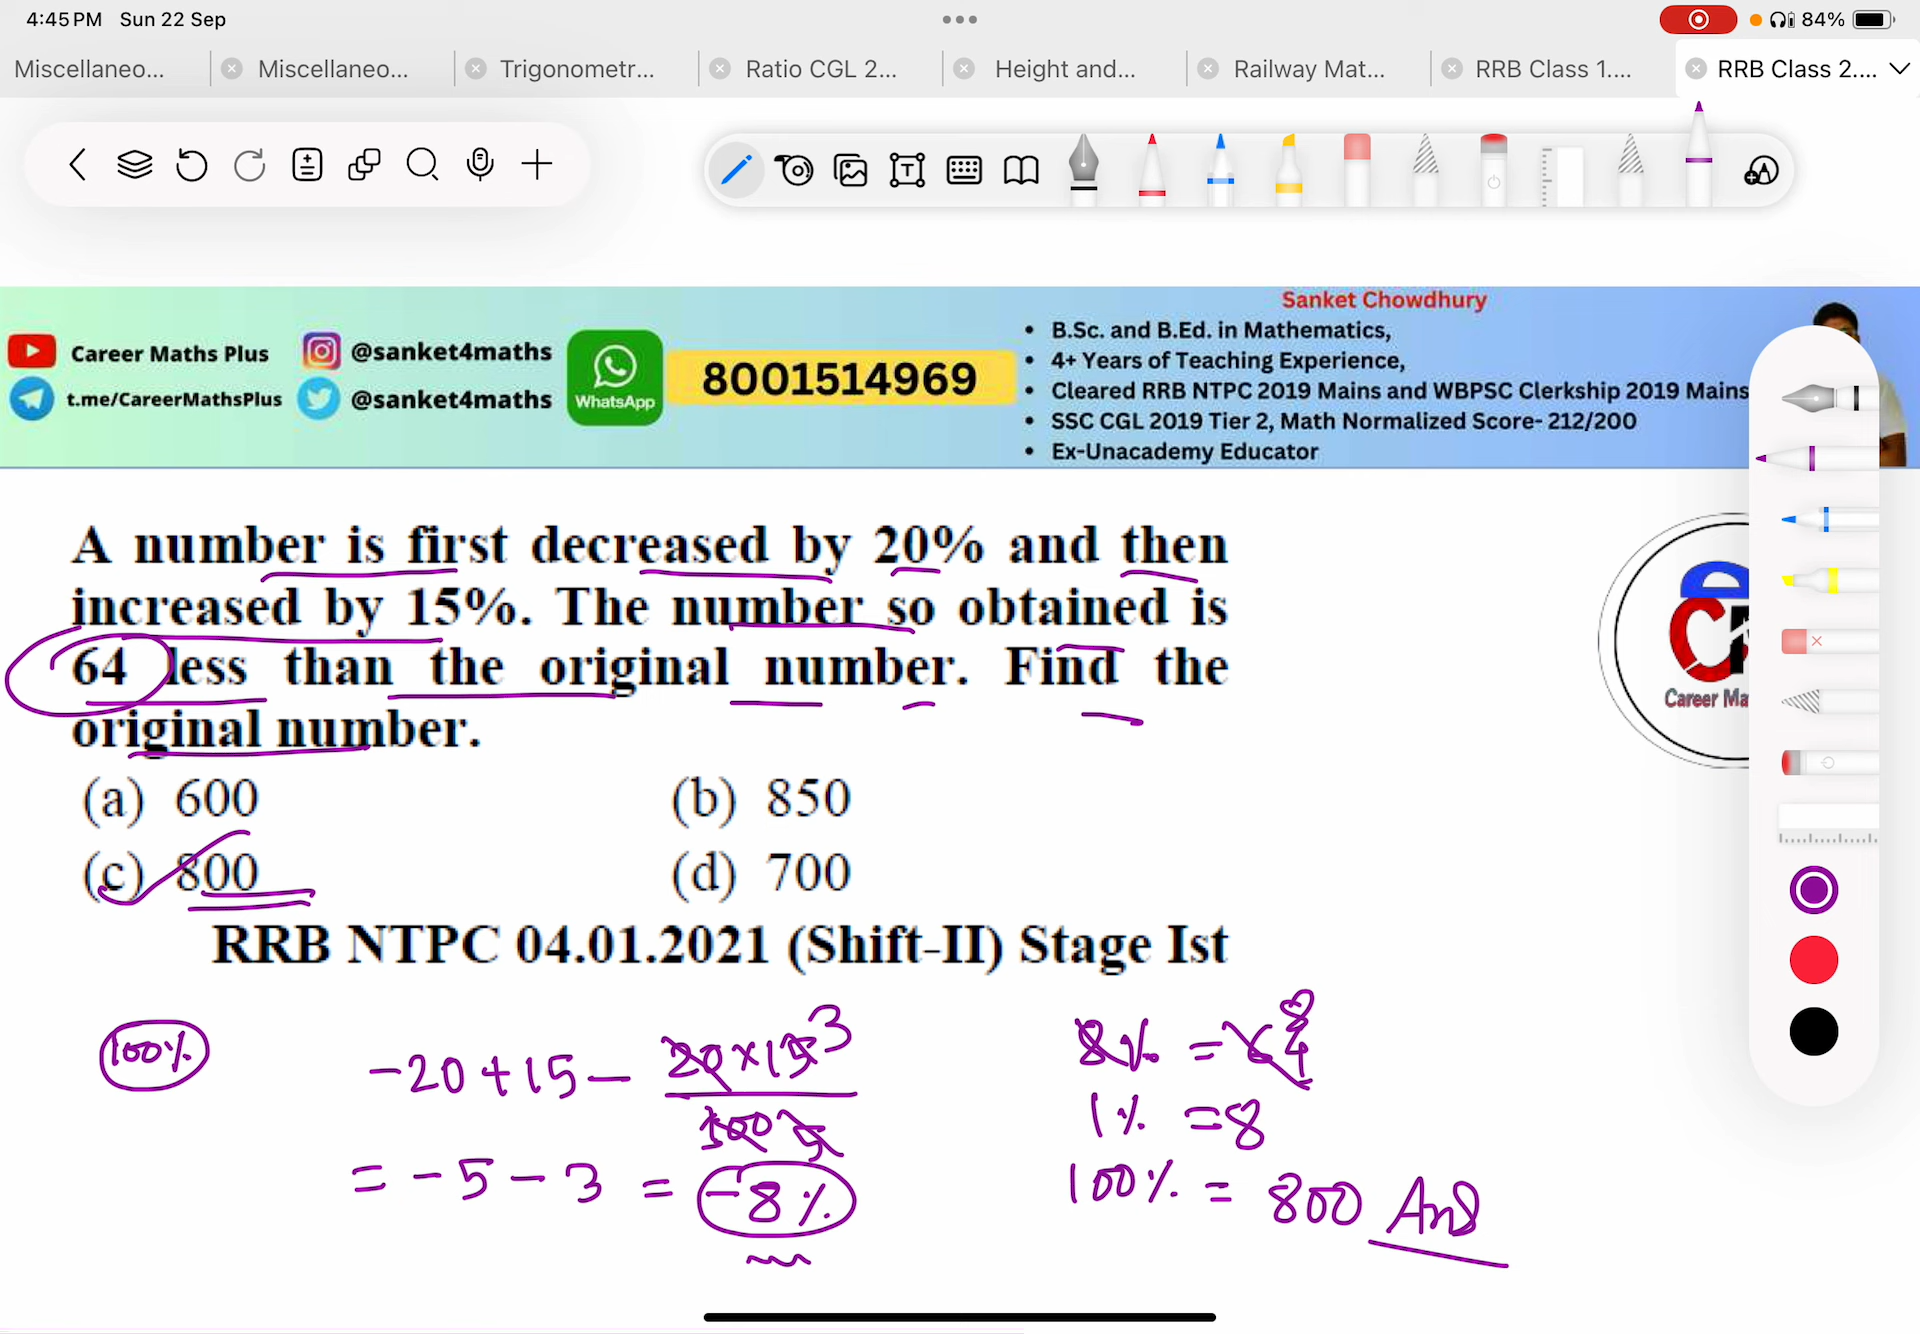 4:45 PM Sun 22 Sep
84%
Miscellaneo...
Miscellaneo...
Trigonometr...
Ratio CGL 2...
Height and...
Railway Mat...
RRB Class 1....
RRB Class 2....
Career Maths Plus
@sanket4maths
t.me/CareerMathsPlus
@sanket4maths
WhatsApp
8001514969
Sanket Chowdhury
• B.Sc. and B.Ed. in Mathematics,
• 4+ Years of Teaching Experience,
• Cleared RRB NTPC 2019 Mains and WBPSC Clerkship 2019 Mains
• SSC CGL 2019 Tier 2, Math Normalized Score- 212/200
• Ex-Unacademy Educator
A number is first decreased by 20% and then
increased by 15%. The number so obtained is
64 less than the original number. Find the
original number.
(a) 600
(b) 850
(c) 800
(d) 700
RRB NTPC 04.01.2021 (Shift-II) Stage Ist
Career Ma
100%
-20+15- 20×15 3
100 5
= -5-3 = -8%
8% = 64 8
1% = 8
100% = 800 Ans